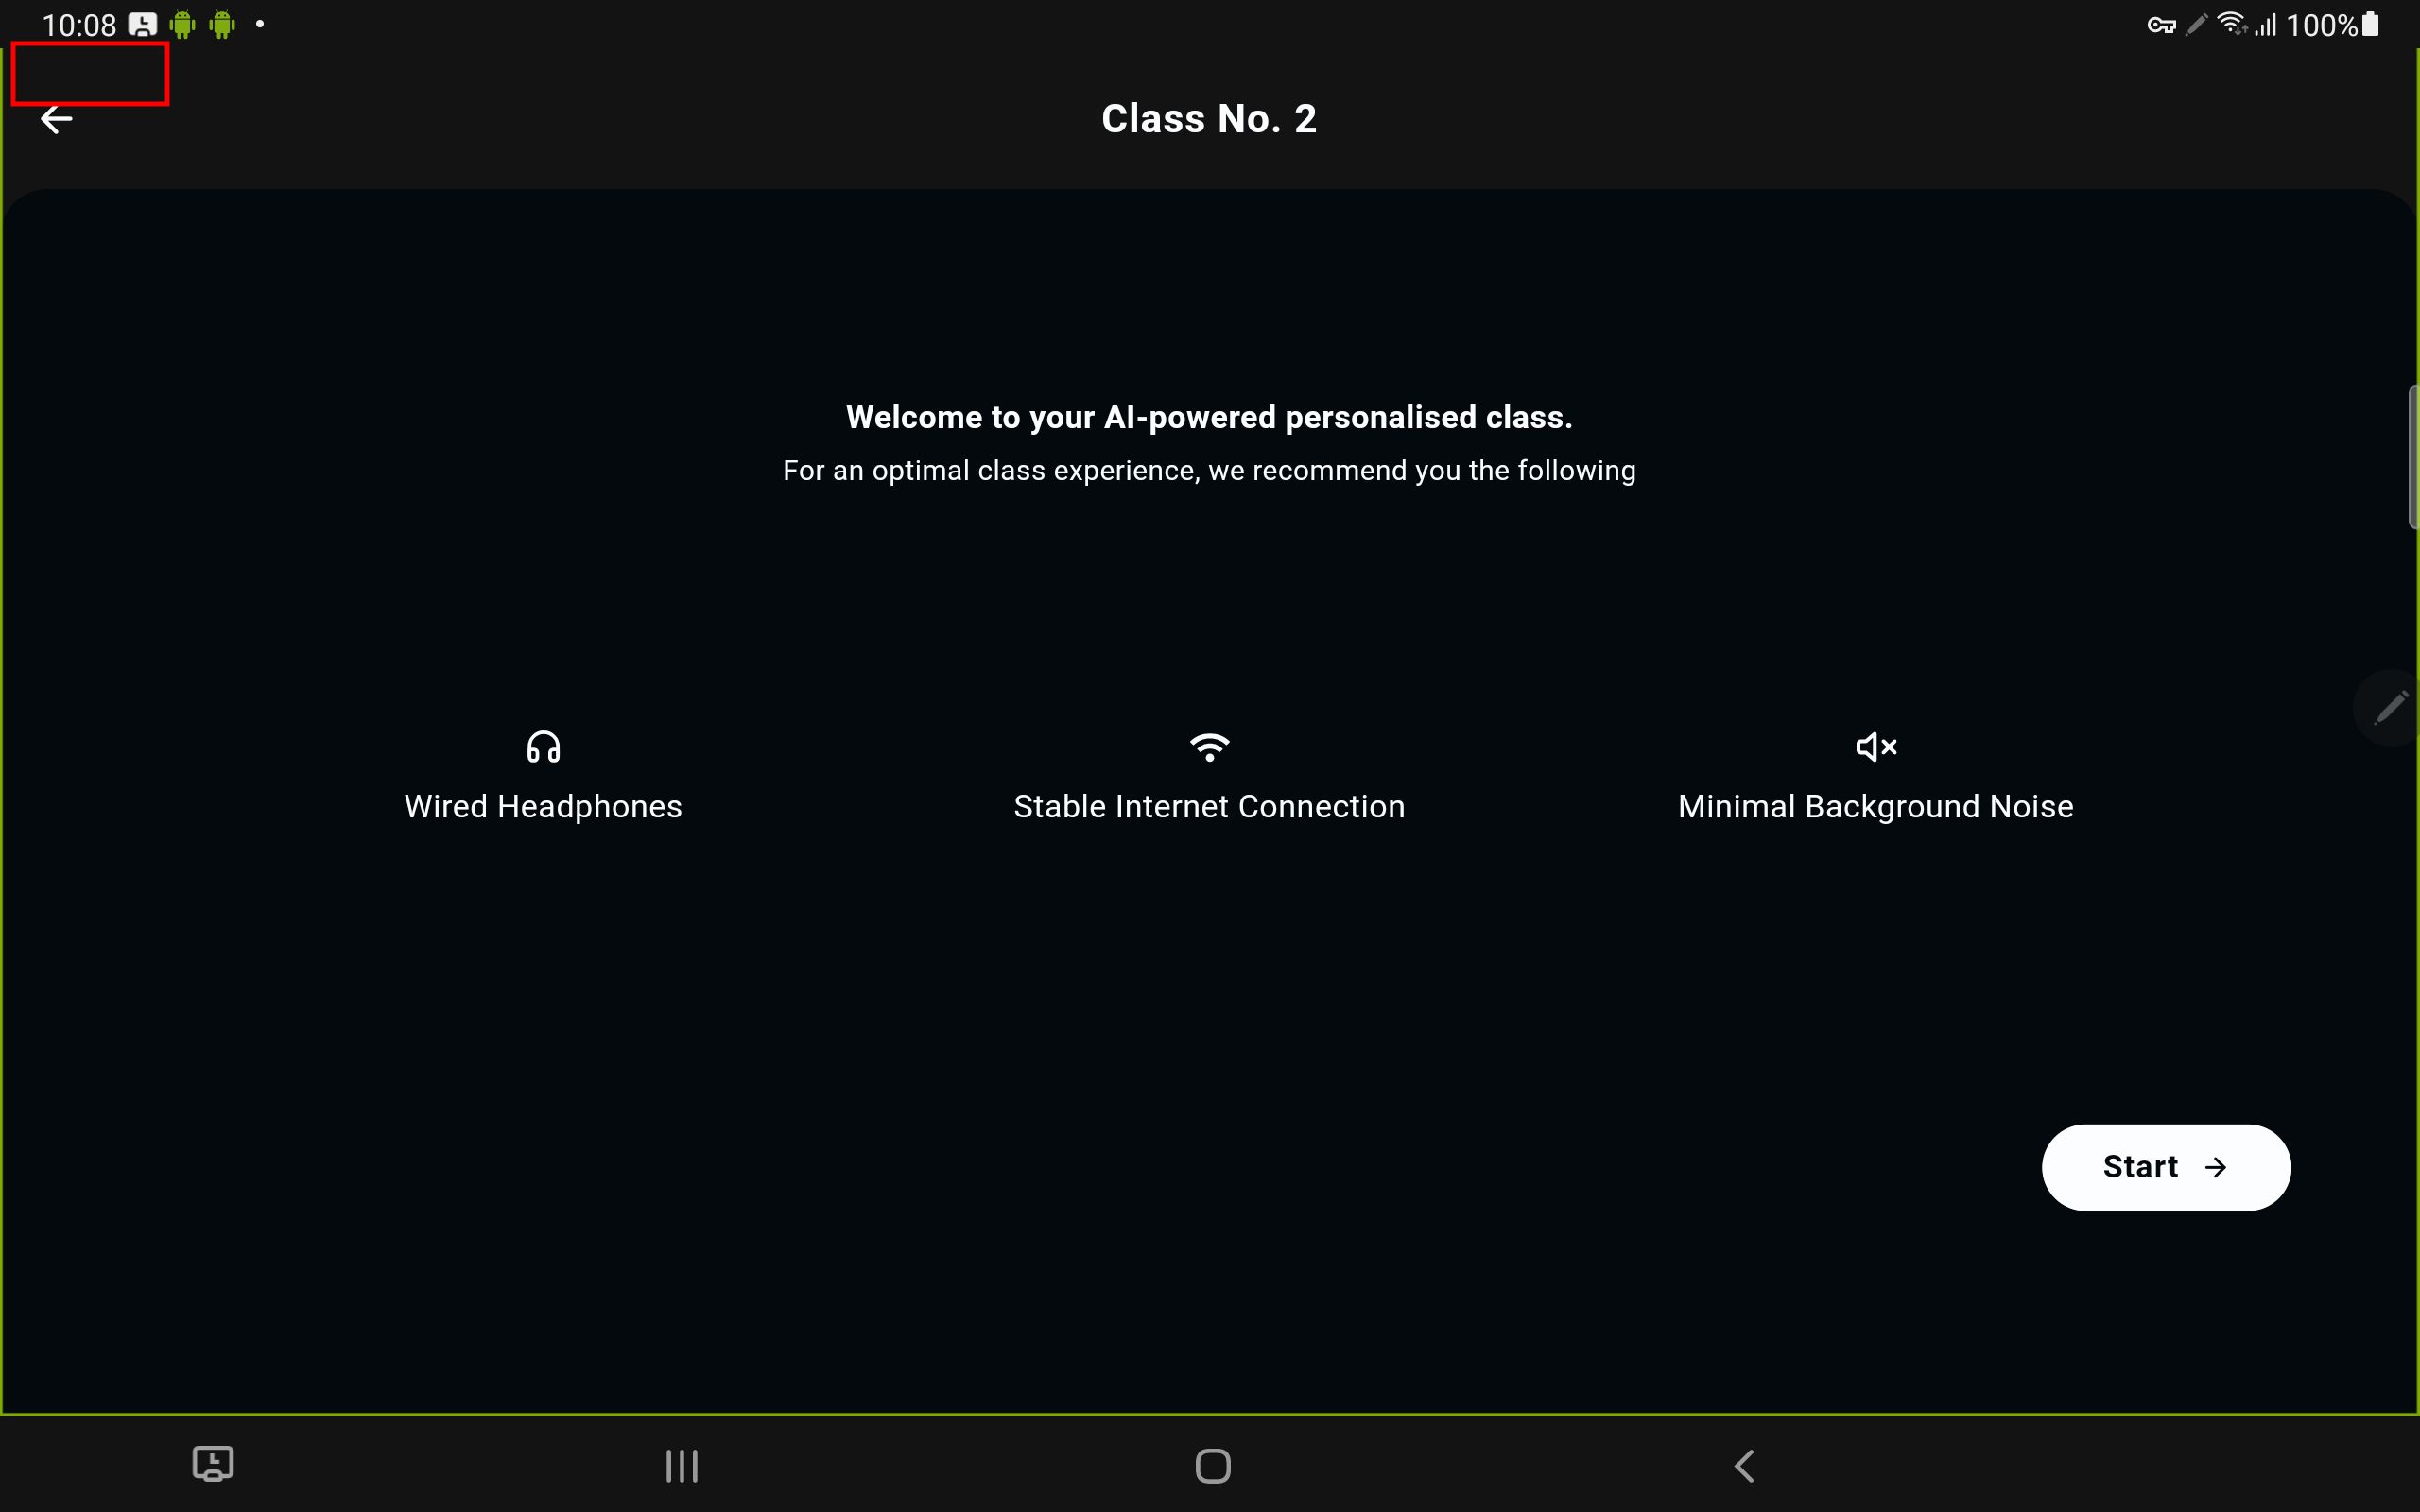 10:08
100%
Class No. 2
Welcome to your AI-powered personalised class.
For an optimal class experience, we recommend you the following
Wired Headphones
Stable Internet Connection
Minimal Background Noise
Start